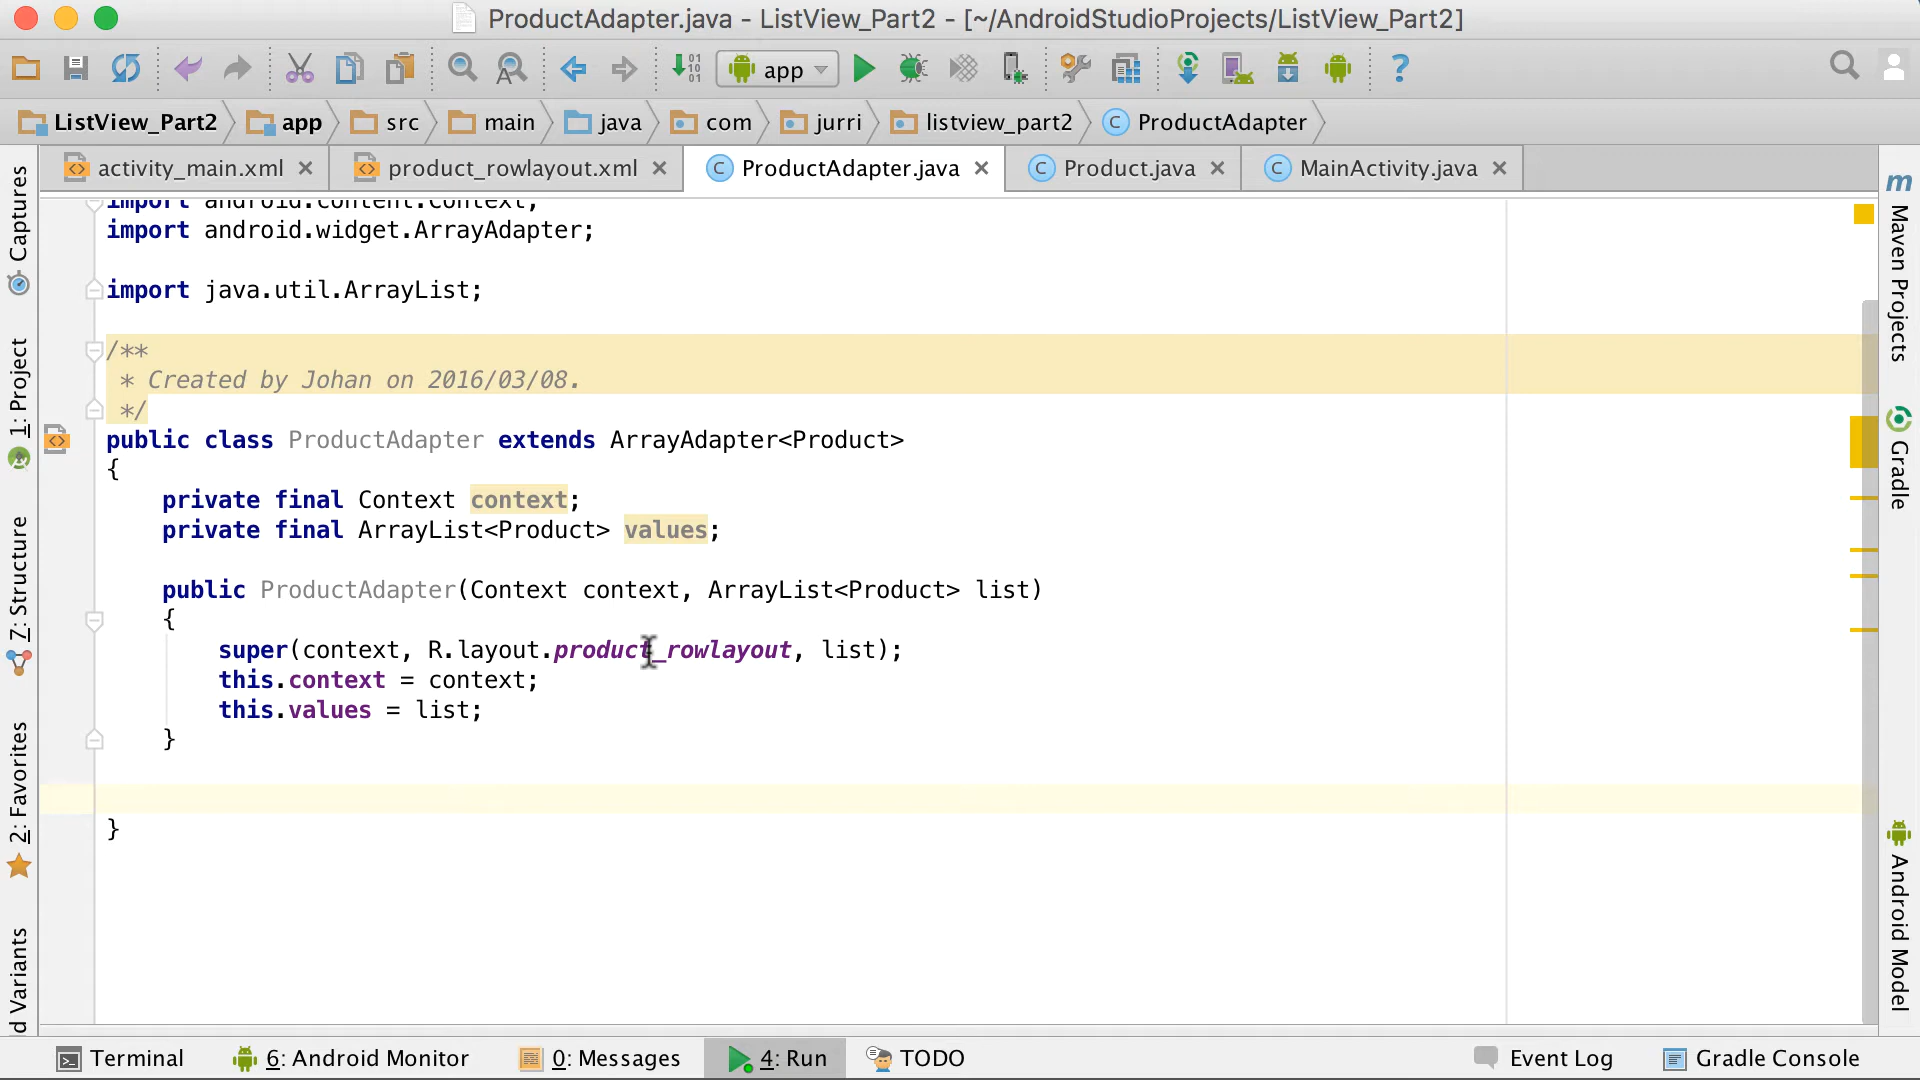 ProductAdapter.java - ListView_Part2 - [~/AndroidStudioProjects/ListView_Part2]
app
ListView_Part2 app src main java com jurri listview_part2 ProductAdapter
activity_main.xml product_rowlayout.xml ProductAdapter.java Product.java MainActivity.java
import android.content.Context;
import android.widget.ArrayAdapter;
import java.util.ArrayList;
/**
* Created by Johan on 2016/03/08.
*/
public class ProductAdapter extends ArrayAdapter<Product>
{
private final Context context;
private final ArrayList<Product> values;
public ProductAdapter(Context context, ArrayList<Product> list)
{
super(context, R.layout.product_rowlayout, list);
this.context = context;
this.values = list;
}
}
Captures
1: Project
7: Structure
2: Favorites
d Variants
m Maven Projects
Gradle
Android Model
Terminal 6: Android Monitor 0: Messages 4: Run TODO Event Log Gradle Console